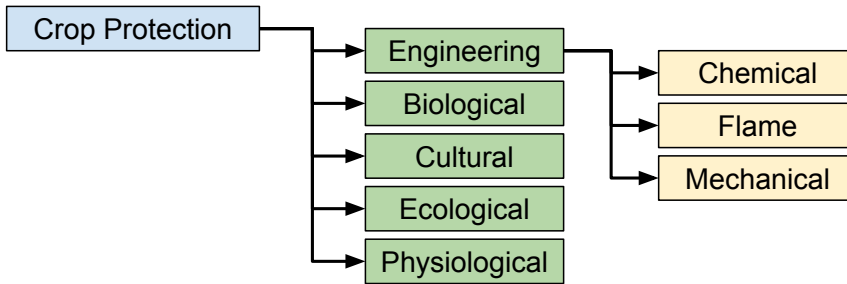 Crop Protection
Engineering
Biological
Cultural
Ecological
Physiological
Chemical
Flame
Mechanical